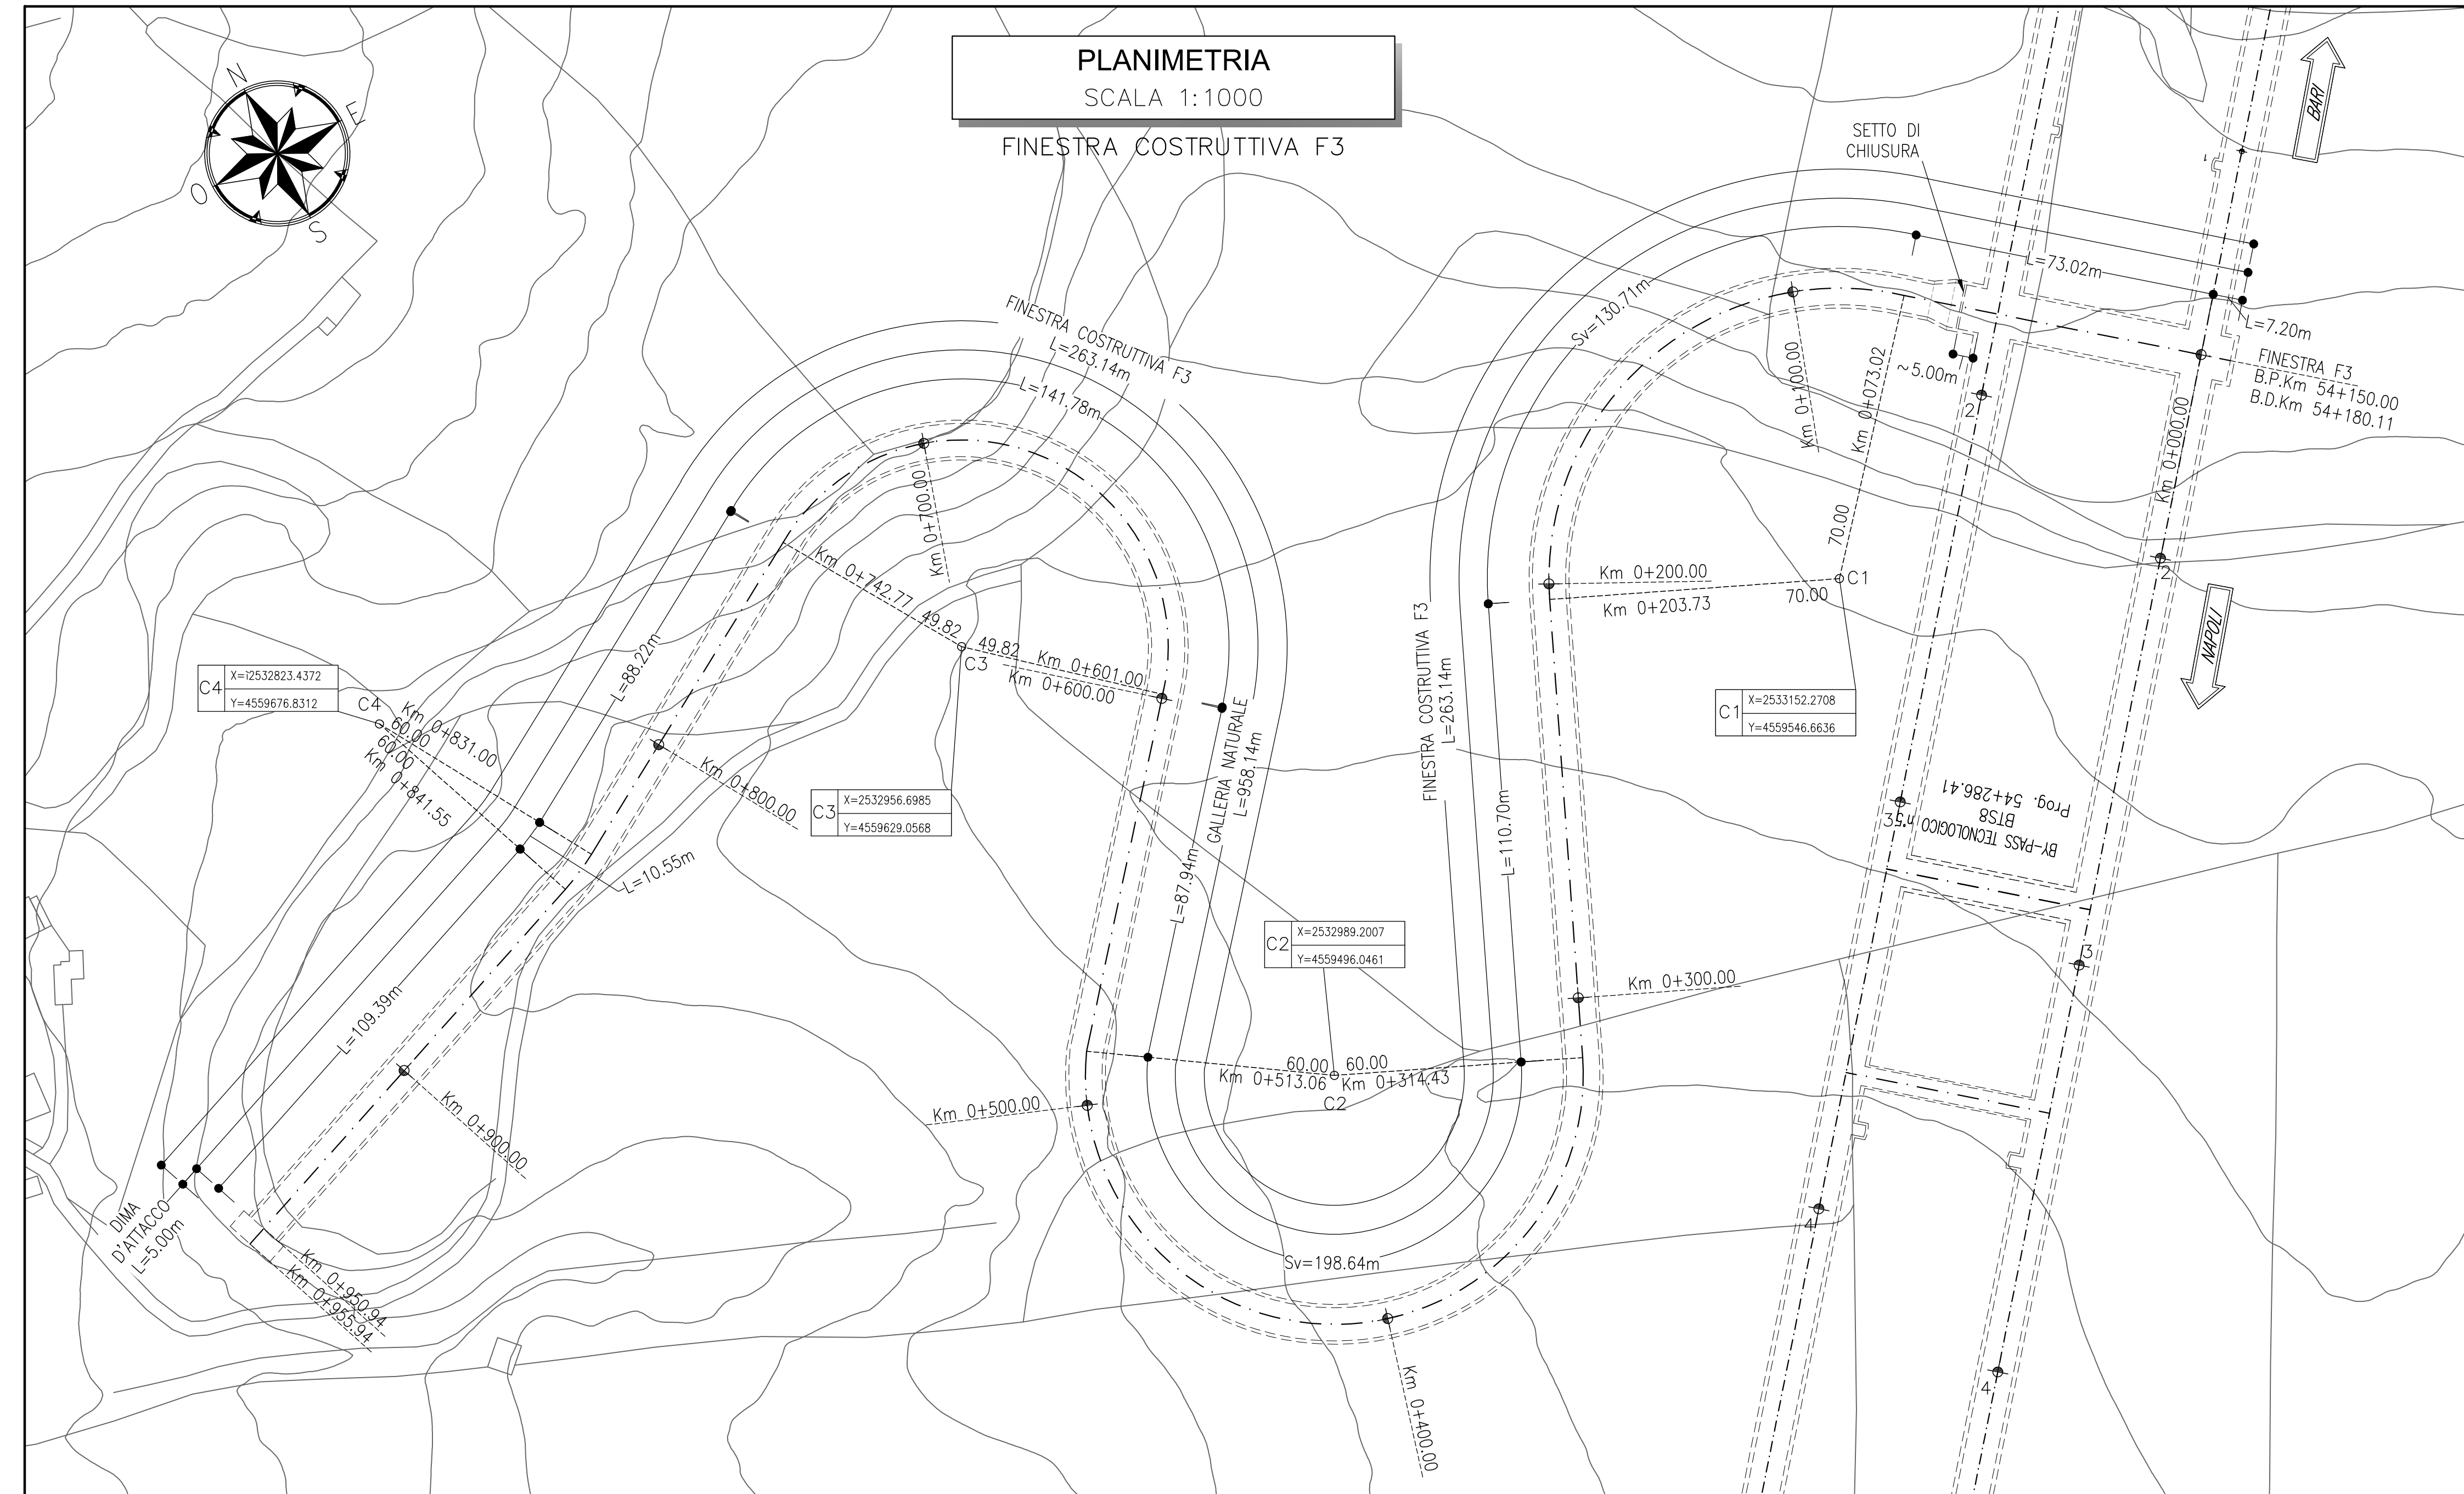 PLANIMETRIA
SCALA 1:1000
FINESTRA COSTRUTTIVA F3
N
E
S
O
BARI
NAPOLI
SETTO DI
CHIUSURA
L=73.02m
L=7.20m
FINESTRA F3
B.P.Km 54+150.00
B.D.Km 54+180.11
~5.00m
Km 0+000.00
Km 0+073.02
Km 0+100.00
Sv=130.71m
70.00
C1
70.00
Km 0+200.00
Km 0+203.73
C1
X=2533152.2708
Y=4559546.6636
1
2
2
3
3
4
4
BY-PASS TECNOLOGICO n°5
BTS8
Prog. 54+286.41
FINESTRA COSTRUTTIVA F3
L=263.14m
L=110.70m
Km 0+300.00
C2
X=2532989.2007
Y=4559496.0461
60.00
60.00
Km 0+513.06
Km 0+314.43
C2
Sv=198.64m
Km 0+400.00
Km 0+500.00
L=87.94m
GALLERIA NATURALE
L=958.14m
FINESTRA COSTRUTTIVA F3
L=263.14m
L=141.78m
Km 0+700.00
Km 0+742.77
49.82
49.82
Km 0+601.00
Km 0+600.00
C3
C3
X=2532956.6985
Y=4559629.0568
L=88.22m
Km 0+800.00
C4
X=i2532823.4372
Y=4559676.8312
C4
60.00
Km 0+831.00
60.00
Km 0+841.55
L=10.55m
L=109.39m
Km 0+900.00
DIMA
D'ATTACCO
L=5.00m
Km 0+950.94
Km 0+955.94